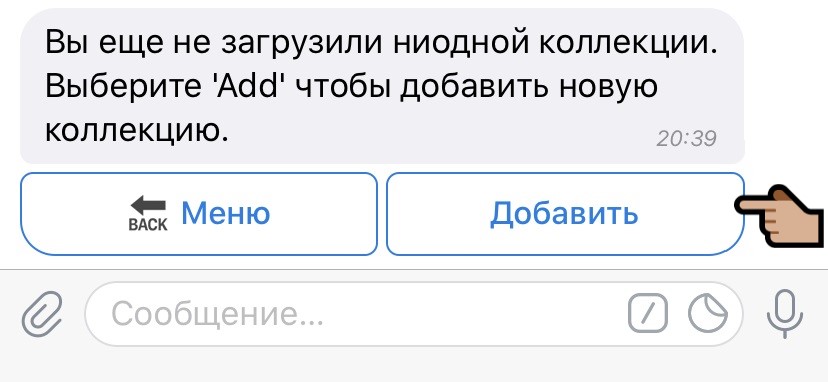 Вы еще не загрузили ниодной коллекции.
Выберите 'Add' чтобы добавить новую
коллекцию.
20:39
BACK Меню
Добавить
Сообщение...